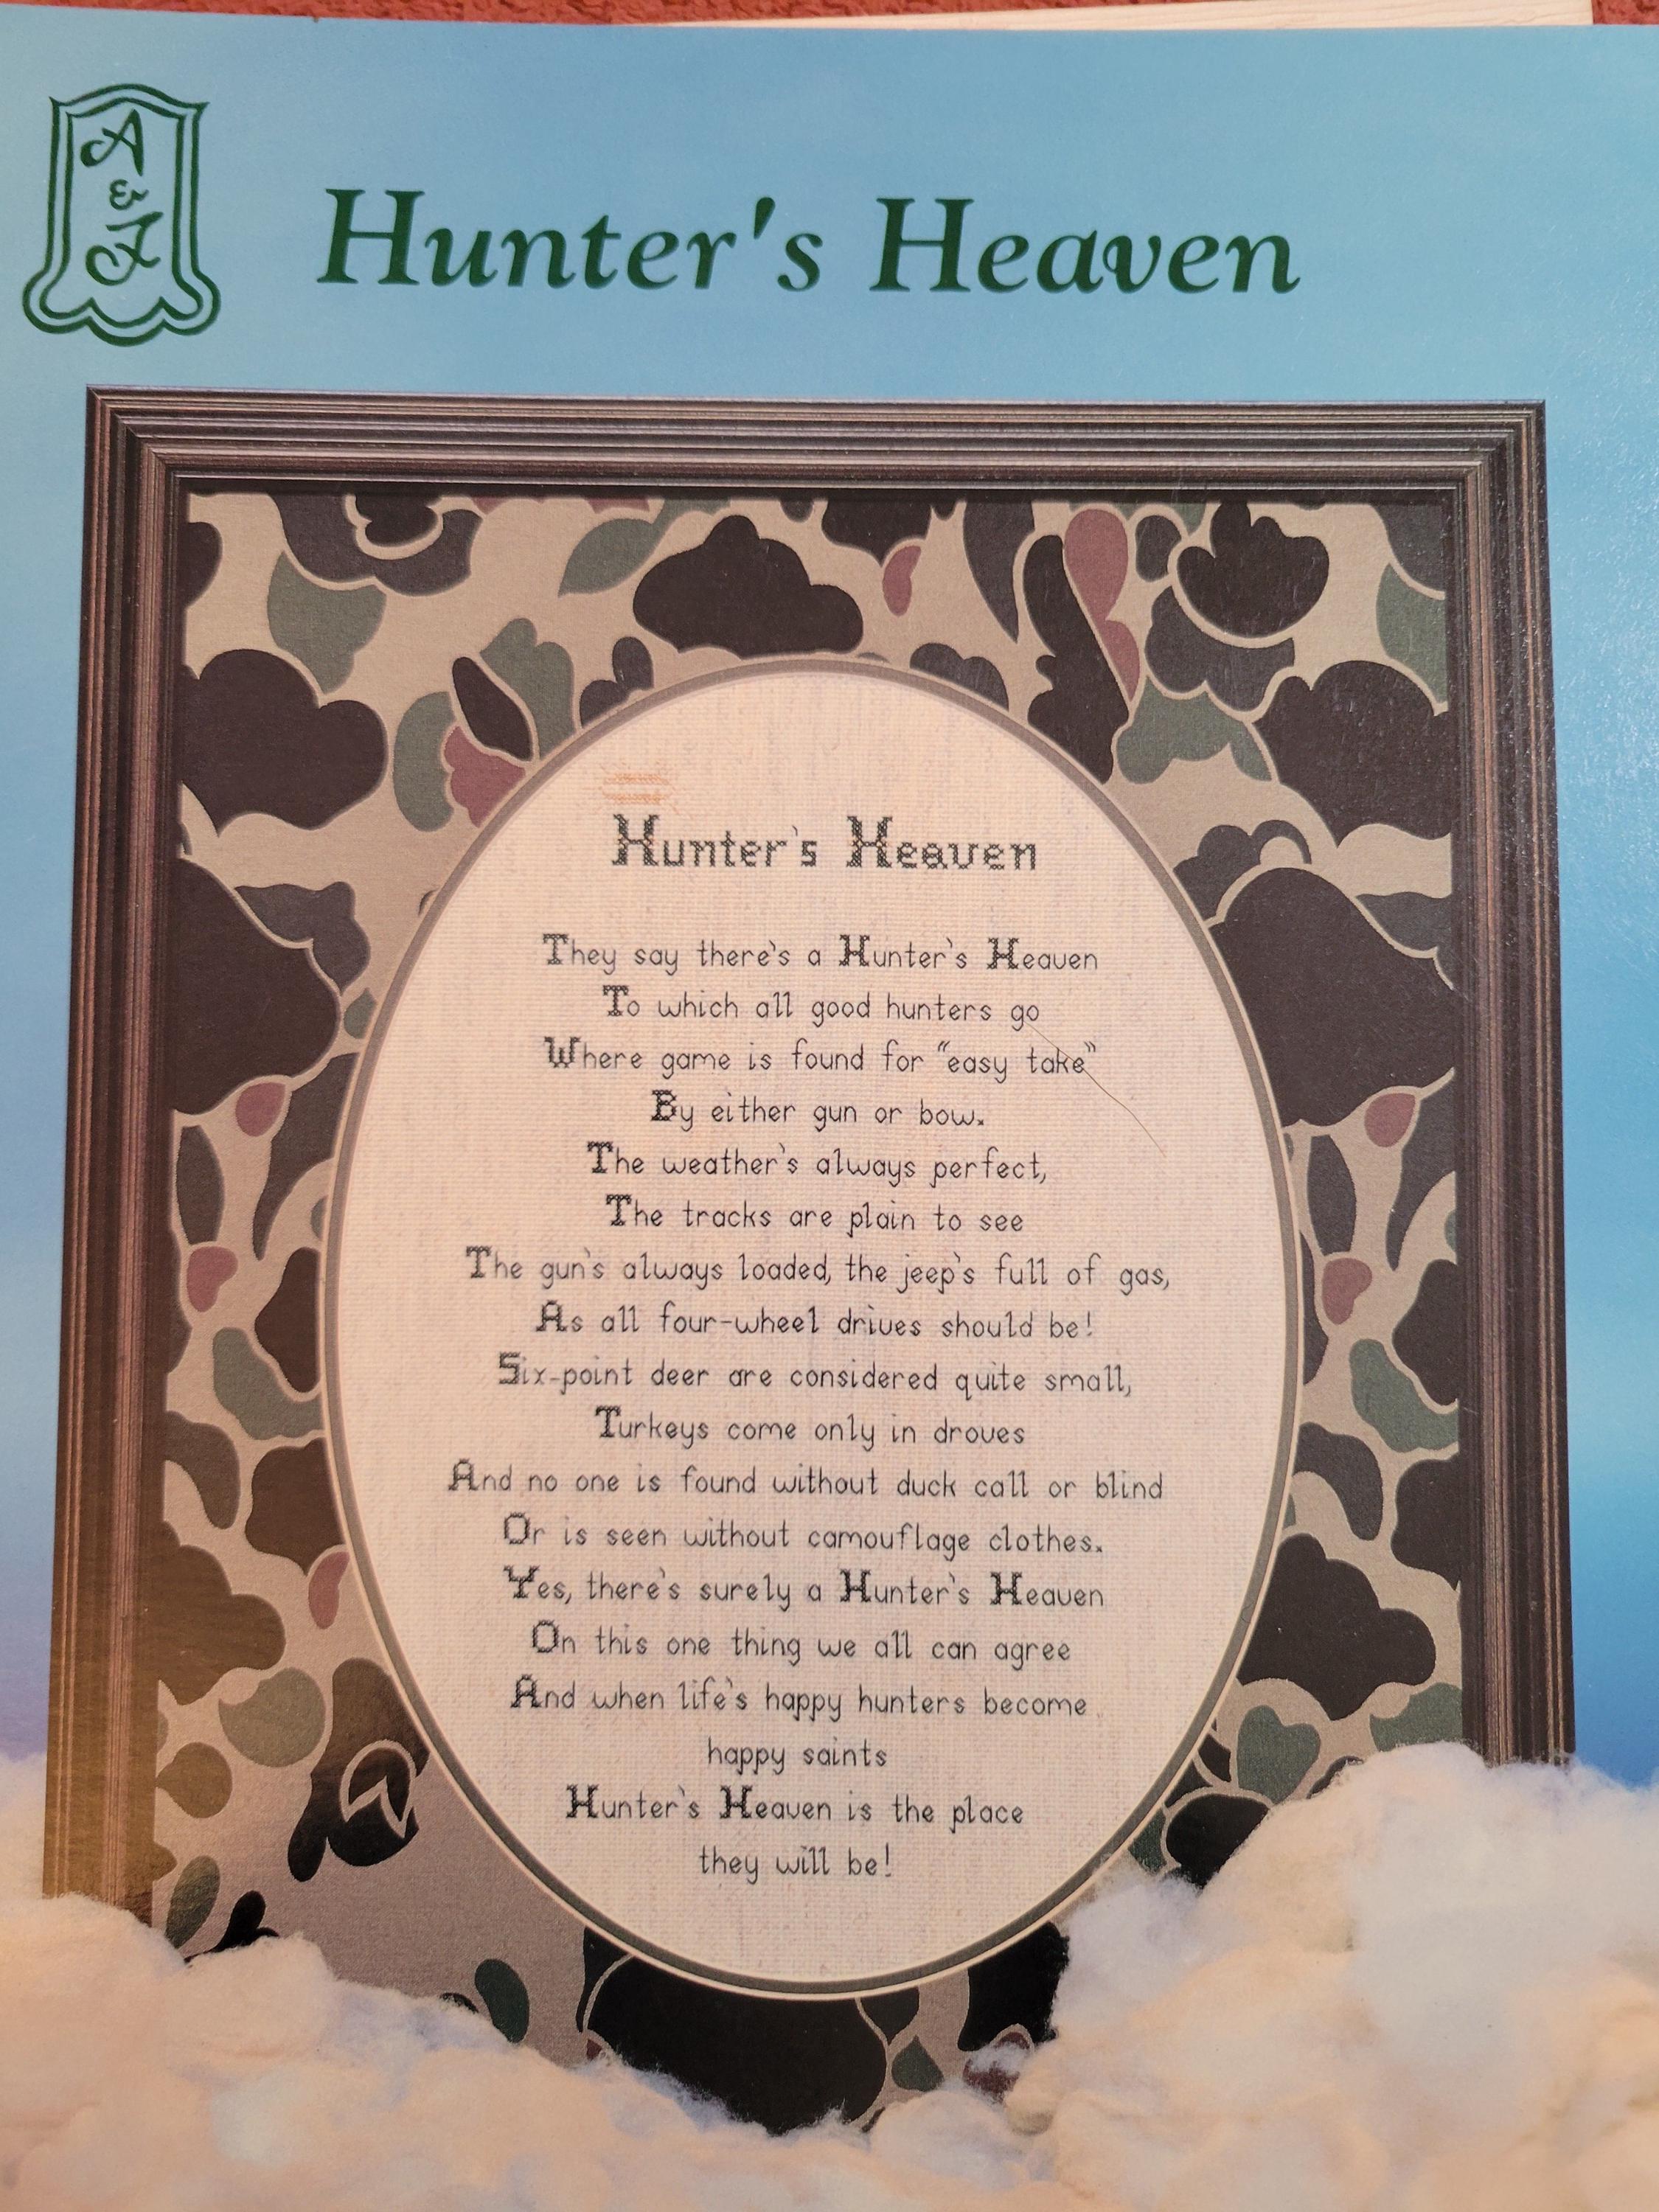 A
&
J
Hunter's Heaven
Hunter's Heaven
They say there's a Hunter's Heaven
To which all good hunters go
Where game is found for "easy take"
By either gun or bow.
The weather's always perfect,
The tracks are plain to see
The gun's always loaded, the jeep's full of gas,
As all four-wheel drives should be!
Six-point deer are considered quite small,
Turkeys come only in droves
And no one is found without duck call or blind
Or is seen without camouflage clothes.
Yes, there's surely a Hunter's Heaven
On this one thing we all can agree
And when life's happy hunters become
happy saints
Hunter's Heaven is the place
they will be!